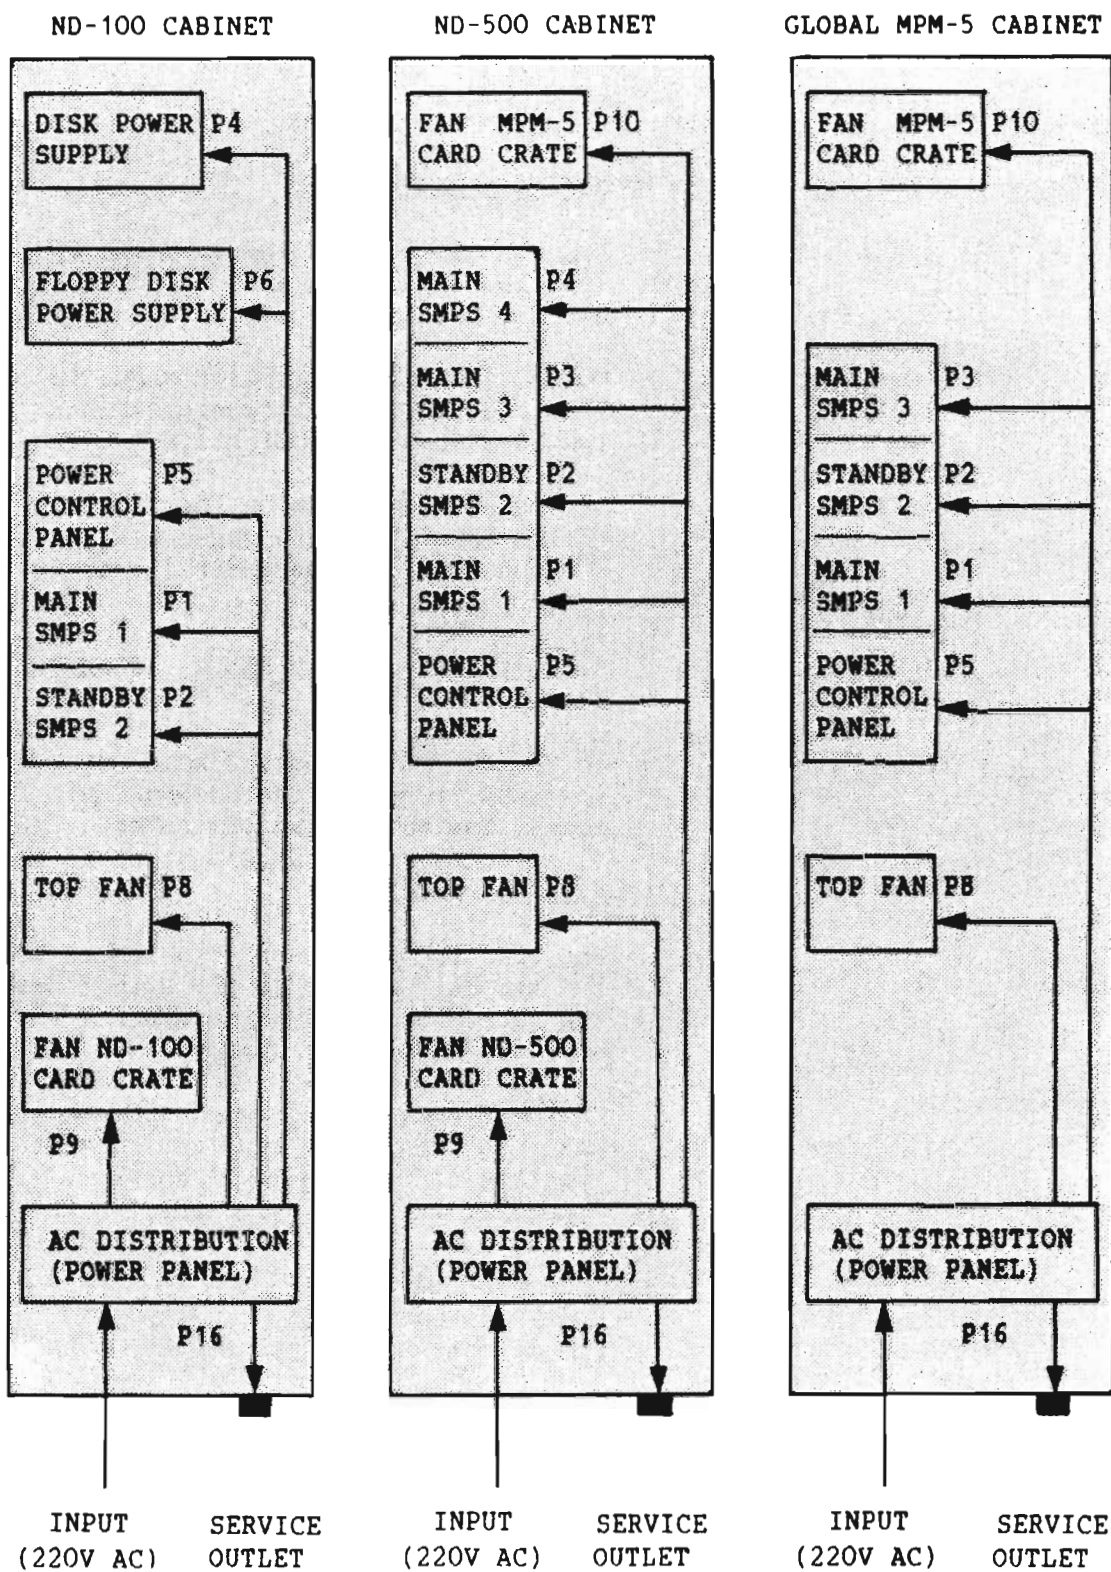 ND-100 CABINET
DISK POWER P4
SUPPLY
FLOPPY DISK P6
POWER SUPPLY
POWER P5
CONTROL
PANEL
MAIN P1
SMPS 1
STANDBY P2
SMPS 2
TOP FAN P8
FAN ND-100
CARD CRATE
P9
AC DISTRIBUTION
(POWER PANEL)
P16
INPUT
(220V AC)
SERVICE
OUTLET
ND-500 CABINET
FAN MPM-5 P10
CARD CRATE
MAIN P4
SMPS 4
MAIN P3
SMPS 3
STANDBY P2
SMPS 2
MAIN P1
SMPS 1
POWER P5
CONTROL
PANEL
TOP FAN P8
FAN ND-500
CARD CRATE
P9
AC DISTRIBUTION
(POWER PANEL)
P16
INPUT
(220V AC)
SERVICE
OUTLET
GLOBAL MPM-5 CABINET
FAN MPM-5 P10
CARD CRATE
MAIN P3
SMPS 3
STANDBY P2
SMPS 2
MAIN P1
SMPS 1
POWER P5
CONTROL
PANEL
TOP FAN P8
AC DISTRIBUTION
(POWER PANEL)
P16
INPUT
(220V AC)
SERVICE
OUTLET